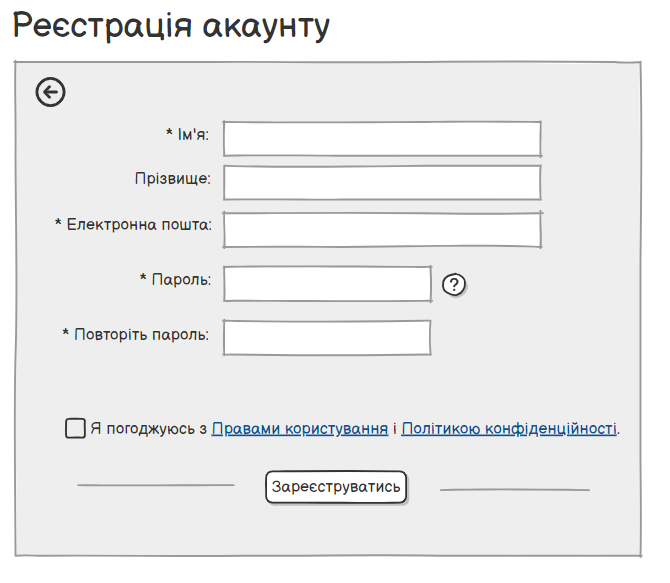 Реєстрація акаунту
* Ім'я:
Прізвище:
* Електронна пошта:
* Пароль:
?
* Повторіть пароль:
Я погоджуюсь з Правами користування і Політикою конфіденційності.
Зареєструватись